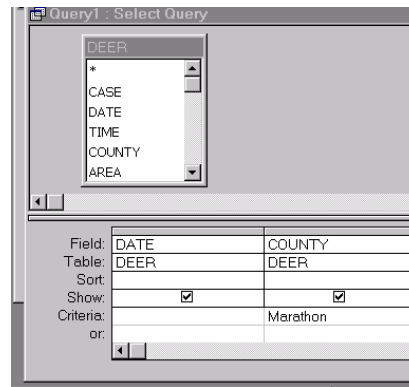 Query1 : Select Query
DEER
*
CASE
DATE
TIME
COUNTY
AREA
Field: DATE COUNTY
Table: DEER DEER
Sort:
Show:
Criteria: Marathon
or: